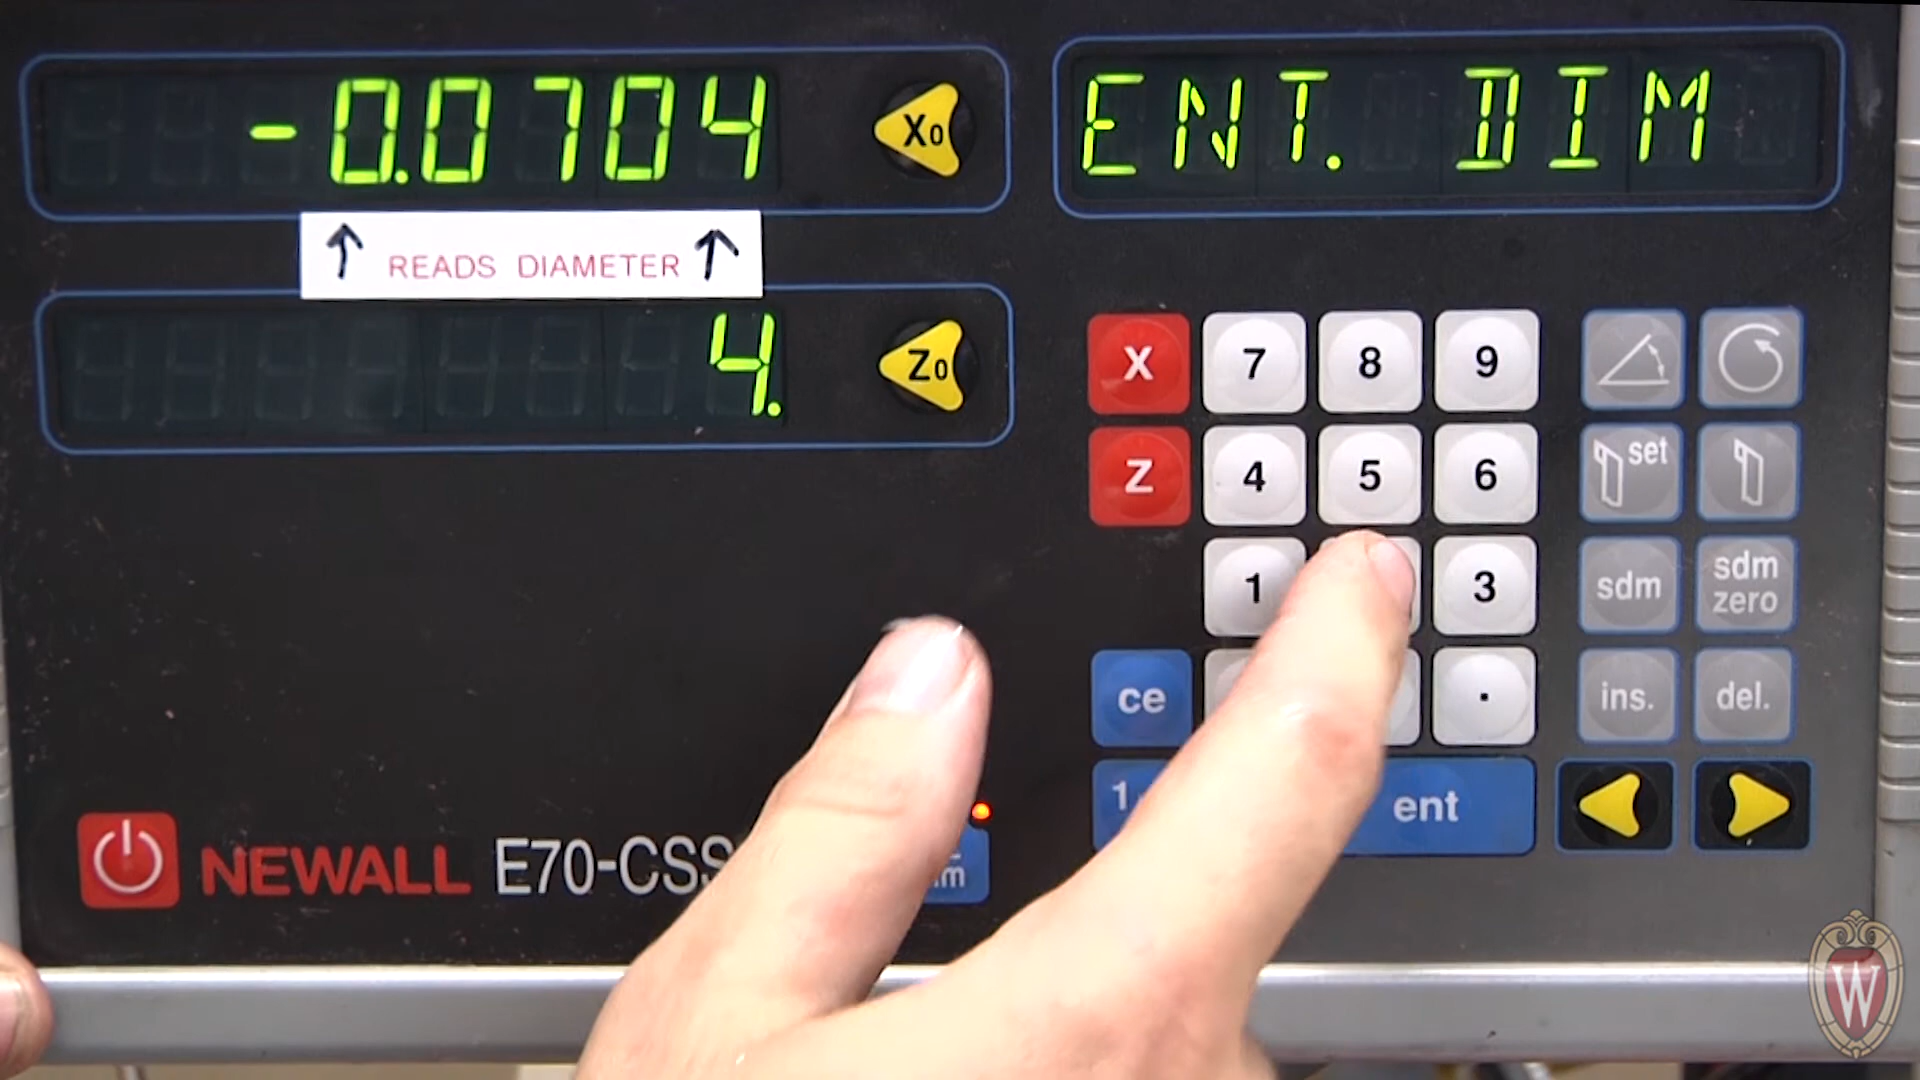 -0.0704
X0
ENT. DIM
READS DIAMETER
4.
Z0
X 7 8 9
Z 4 5 6 set
1 3 sdm sdm zero
ce . ins. del.
1 ent
NEWALL E70-CSS
W